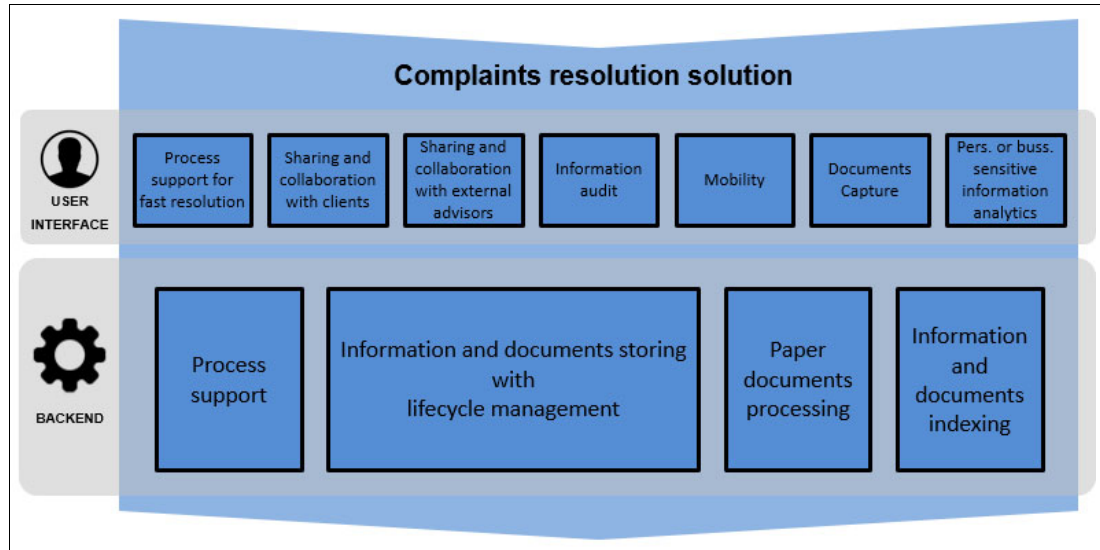 Complaints resolution solution
USER
INTERFACE
Process
support for
fast resolution
Sharing and
collaboration
with clients
Sharing and
collaboration
with external
advisors
Information
audit
Mobility
Documents
Capture
Pers. or buss.
sensitive
information
analytics
BACKEND
Process
support
Information and documents storing
with
lifecycle management
Paper
documents
processing
Information
and
documents
indexing